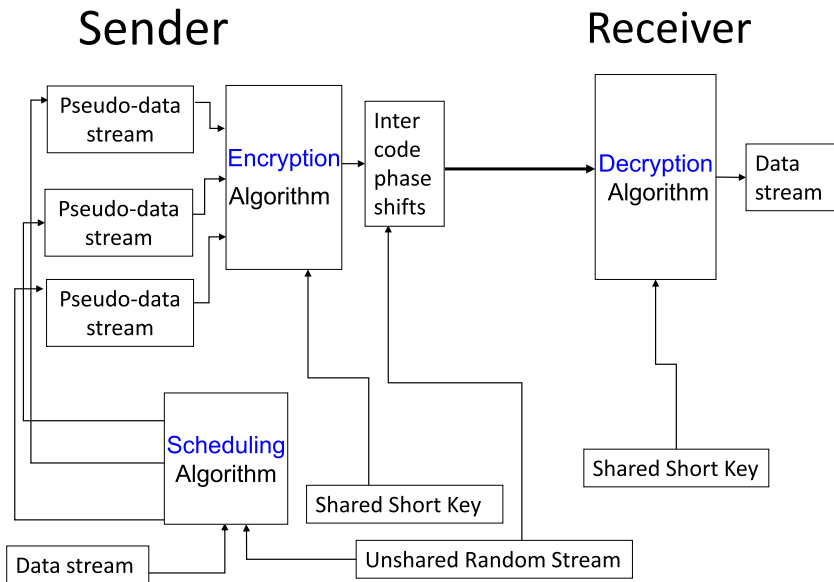 Sender
Receiver
Pseudo-data
stream
Encryption
Algorithm
Inter
code
phase
shifts
Decryption
Algorithm
Data
stream
Pseudo-data
stream
Pseudo-data
stream
Scheduling
Algorithm
Shared Short Key
Shared Short Key
Data stream
Unshared Random Stream